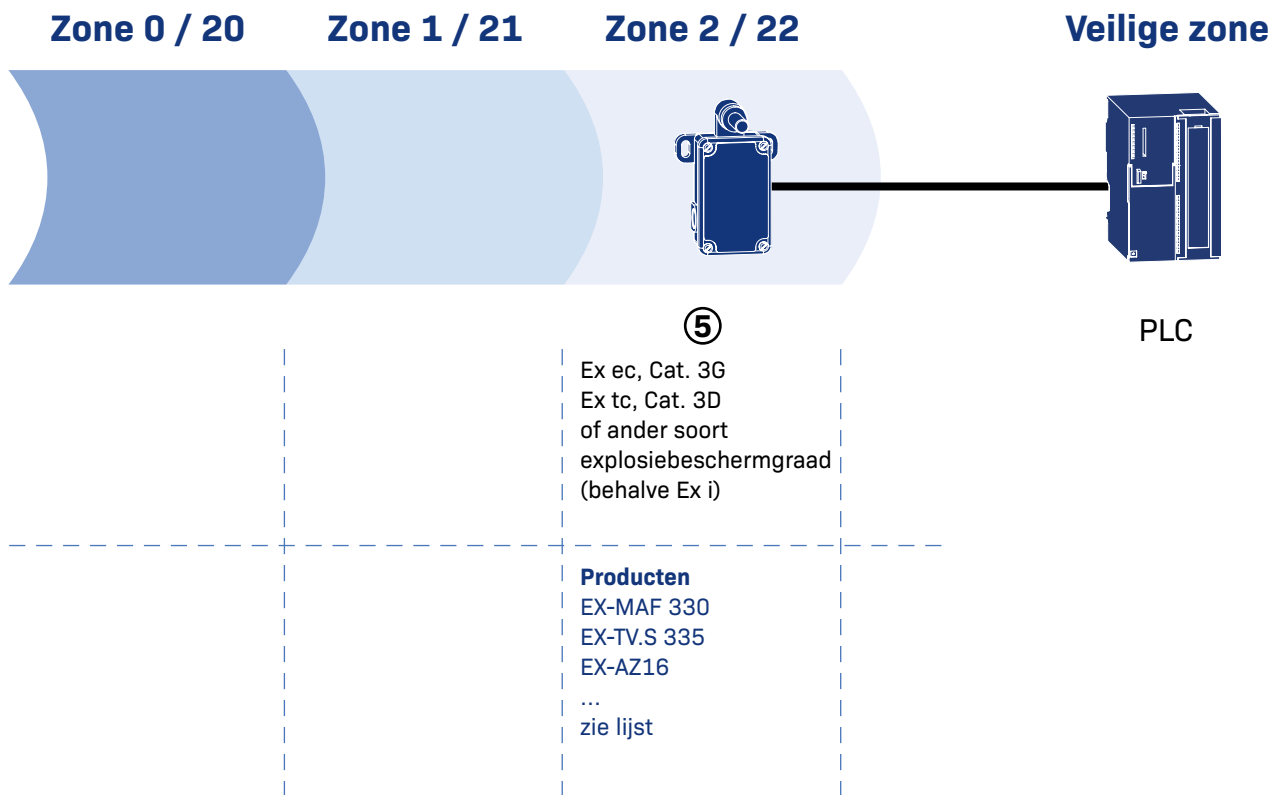 Zone 0 / 20
Zone 1 / 21
Zone 2 / 22
Veilige zone
⑤
PLC
Ex ec, Cat. 3G
Ex tc, Cat. 3D
of ander soort
explosiebeschermgraad
(behalve Ex i)
Producten
EX-MAF 330
EX-TV.S 335
EX-AZ16
...
zie lijst